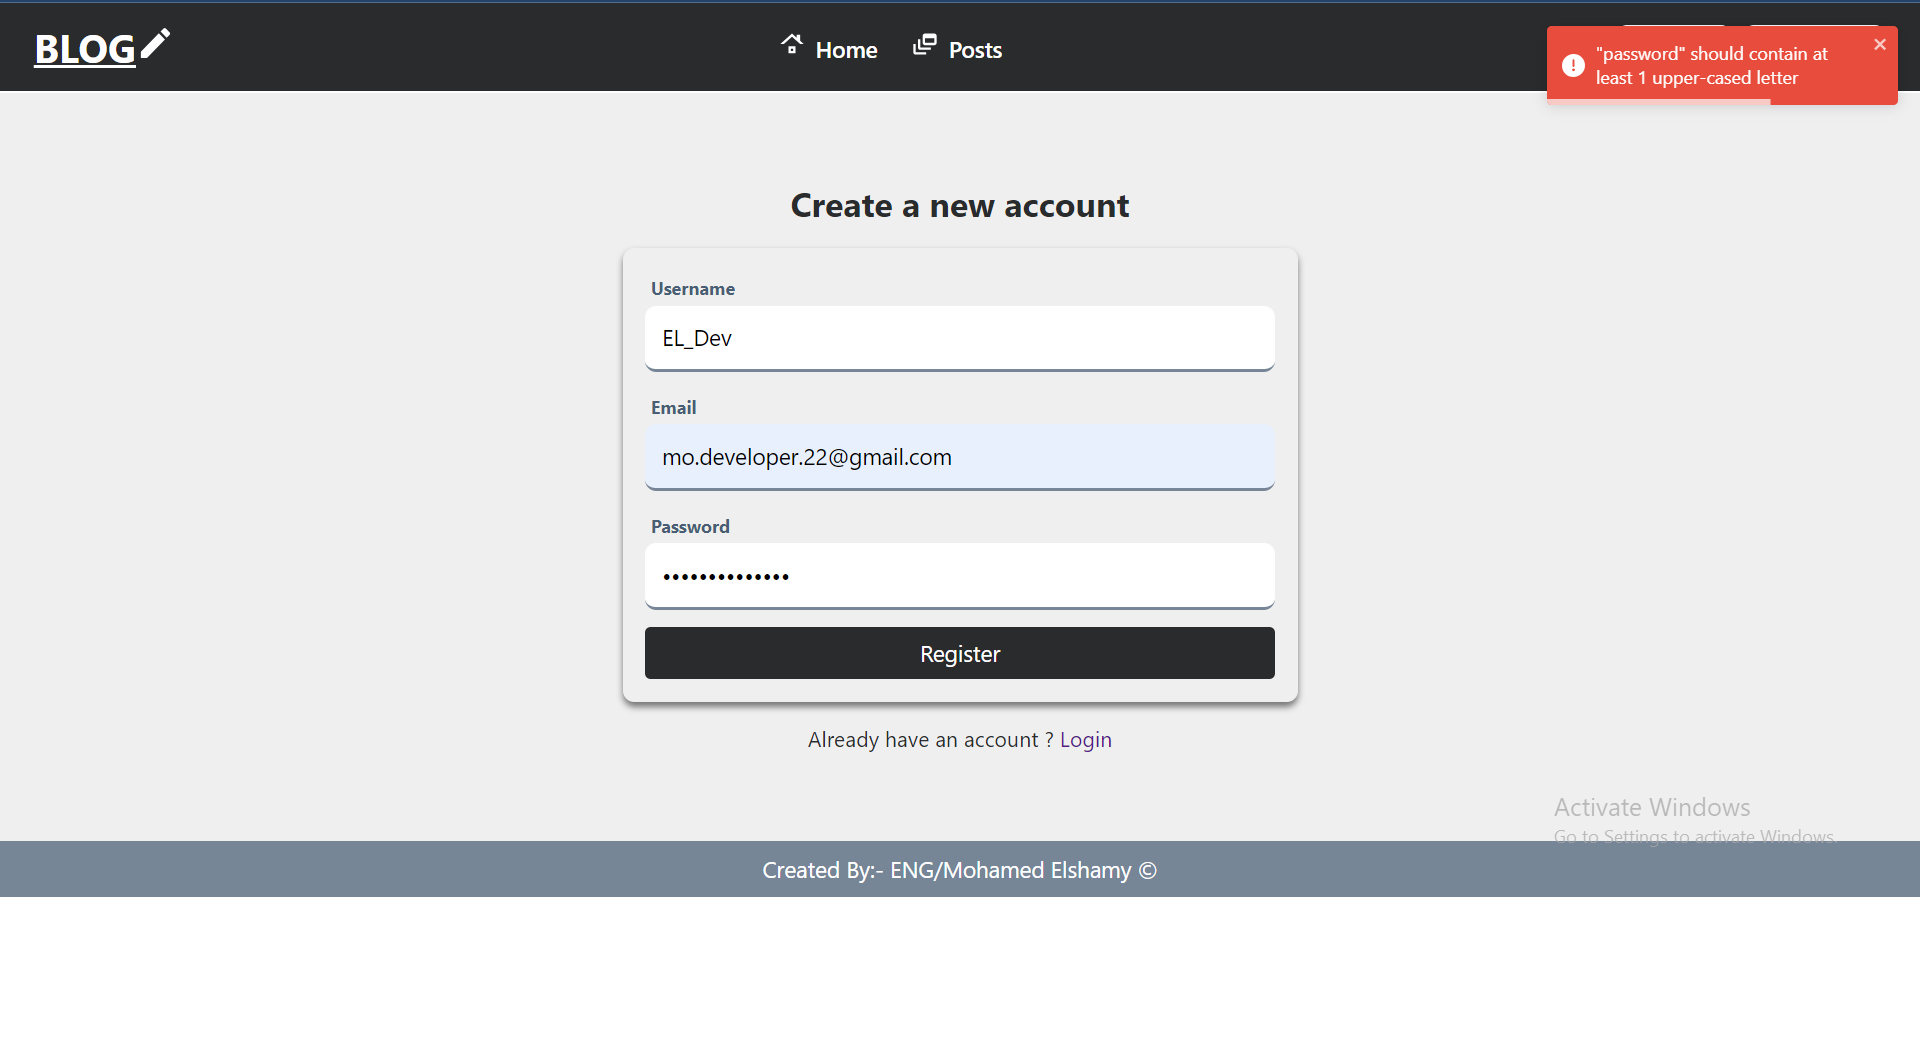 BLOG
Home
Posts
"password" should contain at
least 1 upper-cased letter
Create a new account
Username
EL_Dev
Email
mo.developer.22@gmail.com
Password
••••••••••••••
Register
Already have an account ? Login
Activate Windows
Go to Settings to activate Windows.
Created By:- ENG/Mohamed Elshamy ©